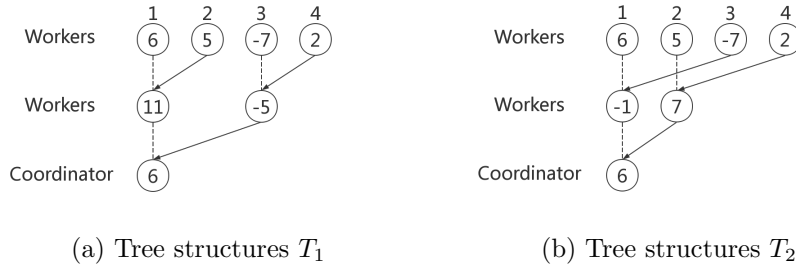 1 2 3 4
Workers 6 5 -7 2
Workers 11 -5
Coordinator 6
(a) Tree structures T1
1 2 3 4
Workers 6 5 -7 2
Workers -1 7
Coordinator 6
(b) Tree structures T2